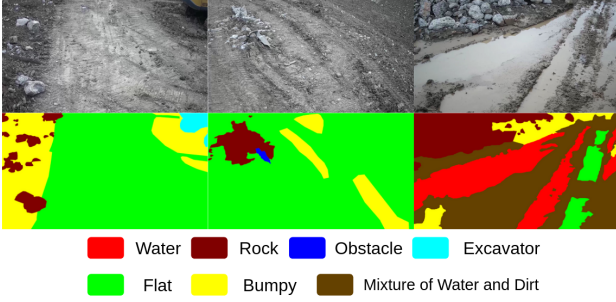 Water Rock Obstacle Excavator
Flat Bumpy Mixture of Water and Dirt